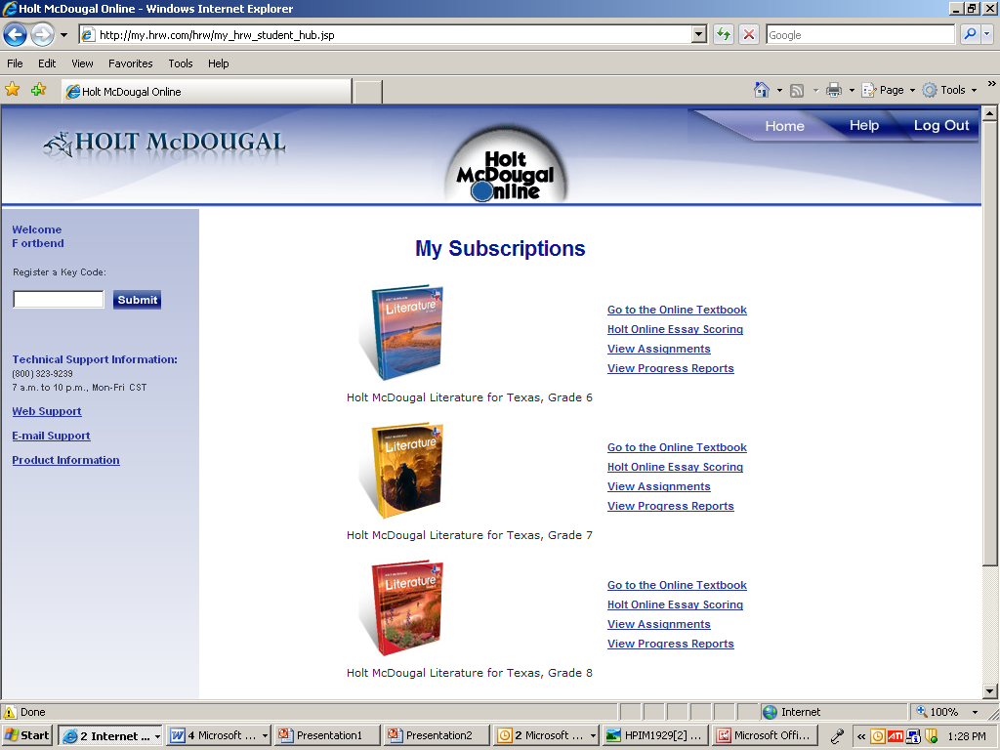 Holt McDougal Online - Windows Internet Explorer
http://my.hrw.com/hrw/my_hrw_student_hub.jsp
Google
File Edit View Favorites Tools Help
Holt McDougal Online
Page Tools
HOLT McDOUGAL
Holt
McDougal
Online
Home Help Log Out
Welcome
F ortbend
Register a Key Code:
Submit
Technical Support Information:
(800) 323-9239
7 a.m. to 10 p.m., Mon-Fri CST
Web Support
E-mail Support
Product Information
My Subscriptions
Literature
Go to the Online Textbook
Holt Online Essay Scoring
View Assignments
View Progress Reports
Holt McDougal Literature for Texas, Grade 6
Literature
Go to the Online Textbook
Holt Online Essay Scoring
View Assignments
View Progress Reports
Holt McDougal Literature for Texas, Grade 7
Literature
Go to the Online Textbook
Holt Online Essay Scoring
View Assignments
View Progress Reports
Holt McDougal Literature for Texas, Grade 8
Done Internet 100%
Start 2 Internet ... 4 Microsoft ... Presentation1 Presentation2 2 Microsoft ... HPIM1929[2] ... Microsoft Offi... « ATI 1:28 PM